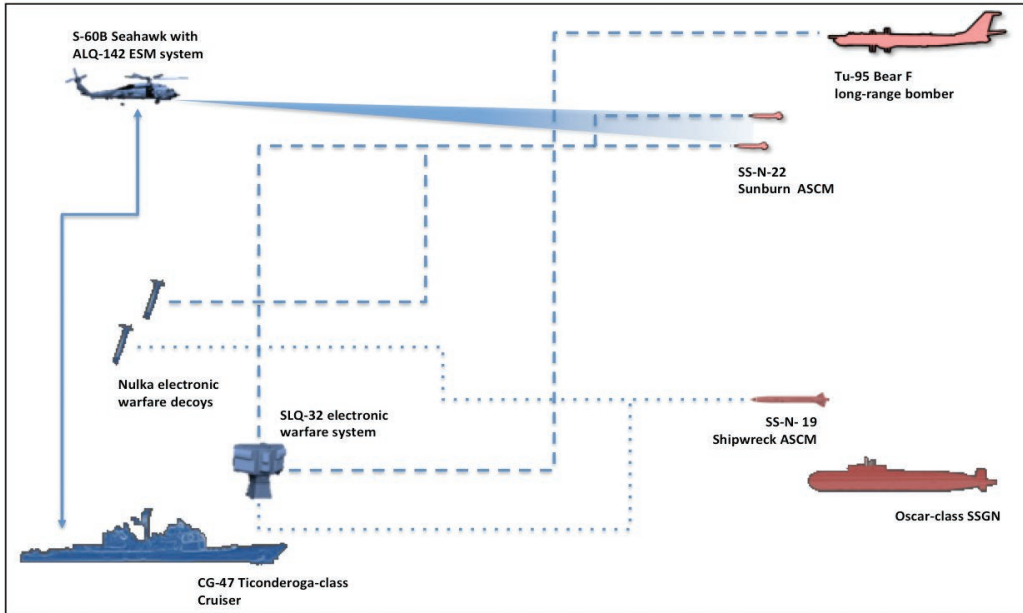 S-60B Seahawk with
ALQ-142 ESM system
Tu-95 Bear F
long-range bomber
SS-N-22
Sunburn ASCM
Nulka electronic
warfare decoys
SLQ-32 electronic
warfare system
SS-N- 19
Shipwreck ASCM
Oscar-class SSGN
CG-47 Ticonderoga-class
Cruiser